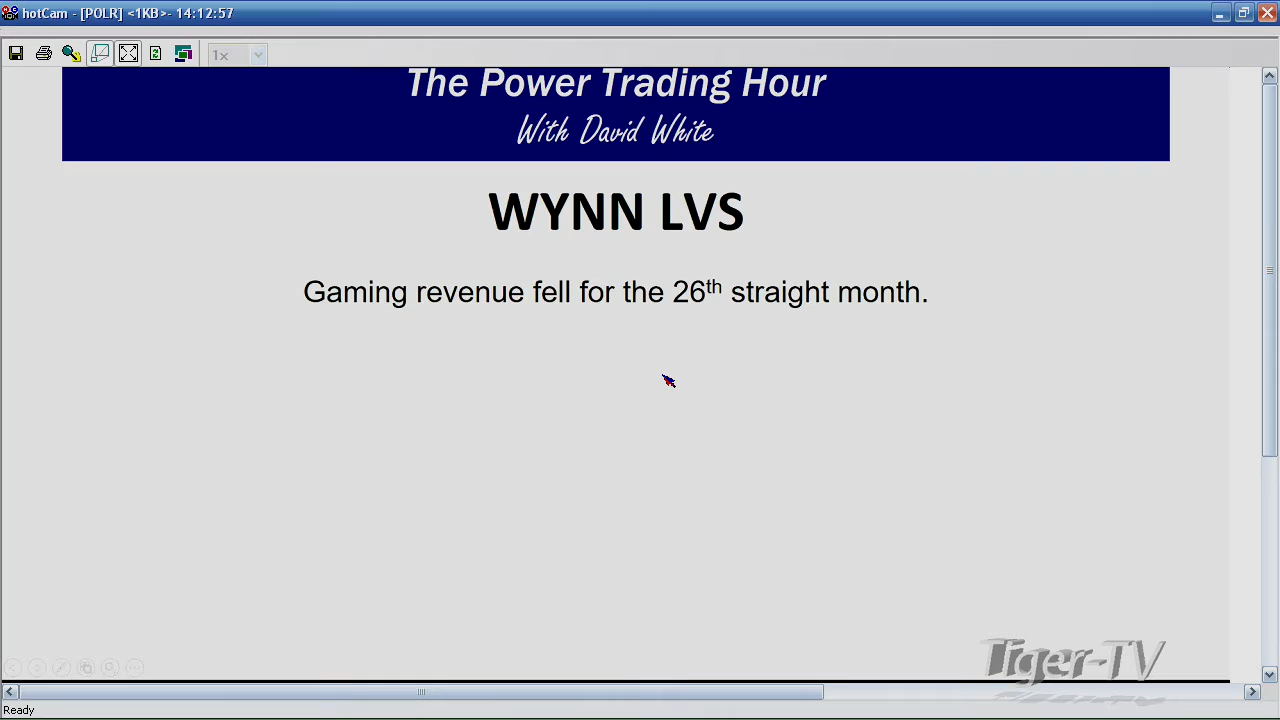 hotCam - [POLR] <1KB>- 14:12:57
1x
The Power Trading Hour
With David White
WYNN LVS
Gaming revenue fell for the 26th straight month.
Tiger-TV
Ready